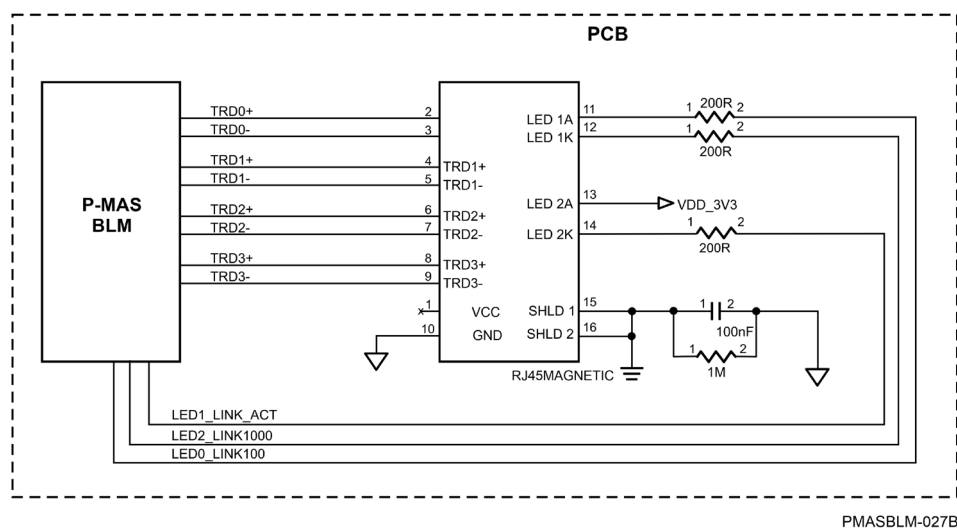 PCB
P-MAS
BLM
TRD0+
TRD0-
TRD1+
TRD1-
TRD2+
TRD2-
TRD3+
TRD3-
2
3
4
5
6
7
8
9
1
10
TRD1+
TRD1-
TRD2+
TRD2-
TRD3+
TRD3-
VCC
GND
LED 1A
LED 1K
LED 2A
LED 2K
SHLD 1
SHLD 2
RJ45MAGNETIC
11
12
13
14
15
16
1 200R 2
1 2
200R
VDD_3V3
1 2
200R
1 2
100nF
1 2
1M
LED1_LINK_ACT
LED2_LINK1000
LED0_LINK100
PMASBLM-027B